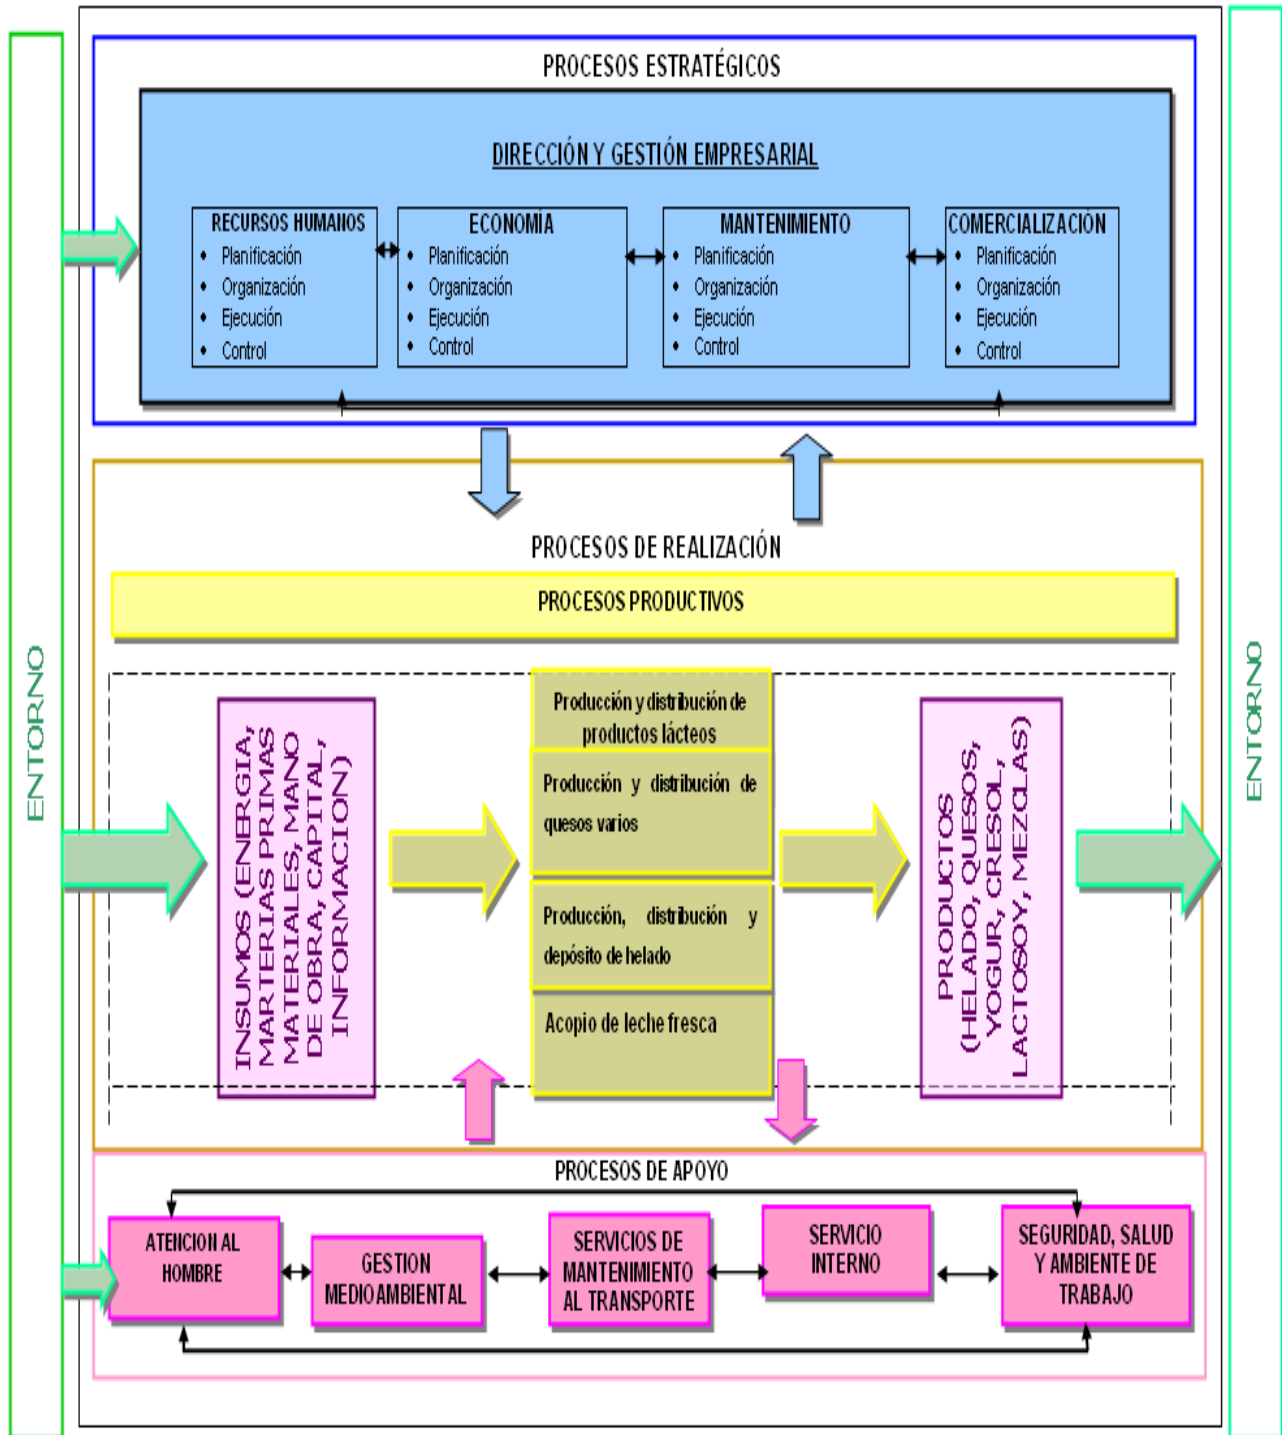 PROCESOS ESTRATÉGICOS
DIRECCIÓN Y GESTIÓN EMPRESARIAL
RECURSOS HUMANOS
• Planificación
• Organización
• Ejecución
• Control
ECONOMÍA
• Planificación
• Organización
• Ejecución
• Control
MANTENIMIENTO
• Planificación
• Organización
• Ejecución
• Control
COMERCIALIZACIÓN
• Planificación
• Organización
• Ejecución
• Control
ENTORNO
PROCESOS DE REALIZACIÓN
PROCESOS PRODUCTIVOS
INSUMOS (ENERGIA,
MARTERIAS PRIMAS
MATERIALES, MANO
DE OBRA, CAPITAL,
INFORMACION)
Producción y distribución de
productos lácteos
Producción y distribución de
quesos varios
Producción, distribución y
depósito de helado
Acopio de leche fresca
PRODUCTOS
(HELADO, QUESOS,
YOGUR, CRESOL,
LACTOSOY, MEZCLAS)
ENTORNO
PROCESOS DE APOYO
ATENCION AL
HOMBRE
GESTION
MEDIOAMBIENTAL
SERVICIOS DE
MANTENIMIENTO
AL TRANSPORTE
SERVICIO
INTERNO
SEGURIDAD, SALUD
Y AMBIENTE DE
TRABAJO